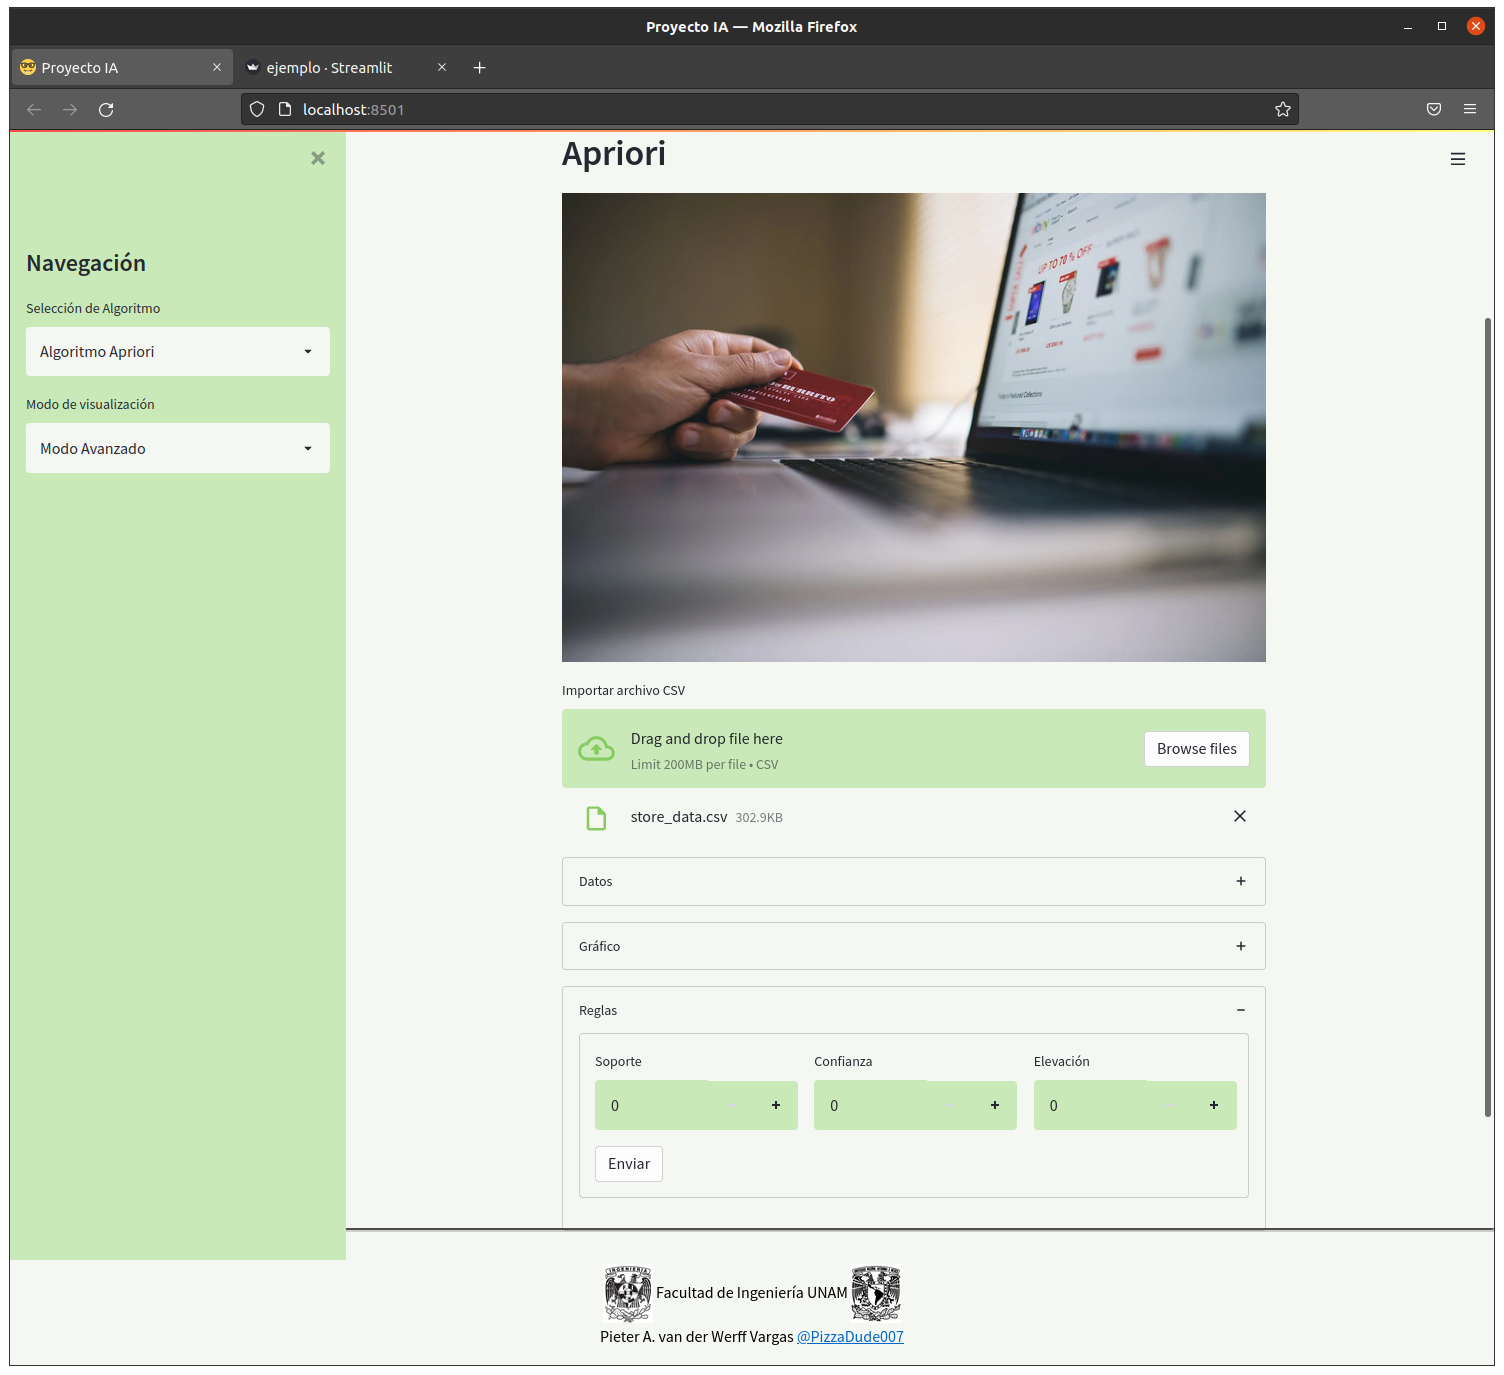 Proyecto IA — Mozilla Firefox
Proyecto IA
ejemplo · Streamlit
localhost:8501
Navegación
Selección de Algoritmo
Algoritmo Apriori
Modo de visualización
Modo Avanzado
Apriori
ebay
UP TO 70 % OFF
BURRITO
Importar archivo CSV
Drag and drop file here
Limit 200MB per file • CSV
Browse files
store_data.csv 302.9KB
Datos
Gráfico
Reglas
Soporte Confianza Elevación
0 0 0
Enviar
INGENIERIA
Facultad de Ingeniería UNAM
Pieter A. van der Werff Vargas @PizzaDude007